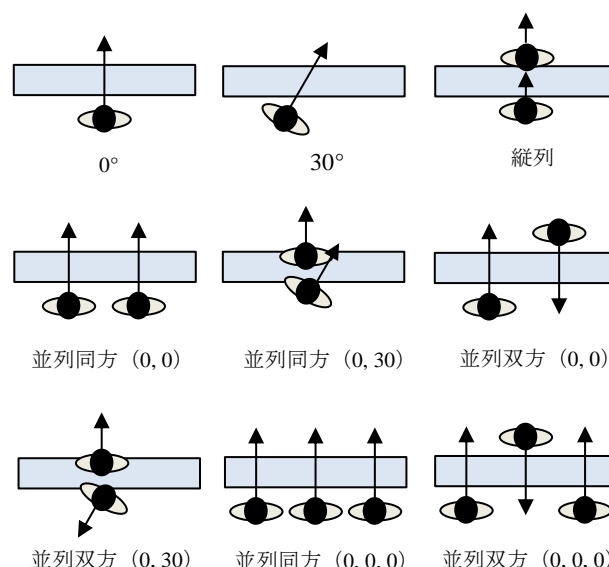 0°
30°
縦列
並列同方（0, 0）
並列同方（0, 30）
並列双方（0, 0）
並列双方（0, 30）
並列同方（0, 0, 0）
並列双方（0, 0, 0）